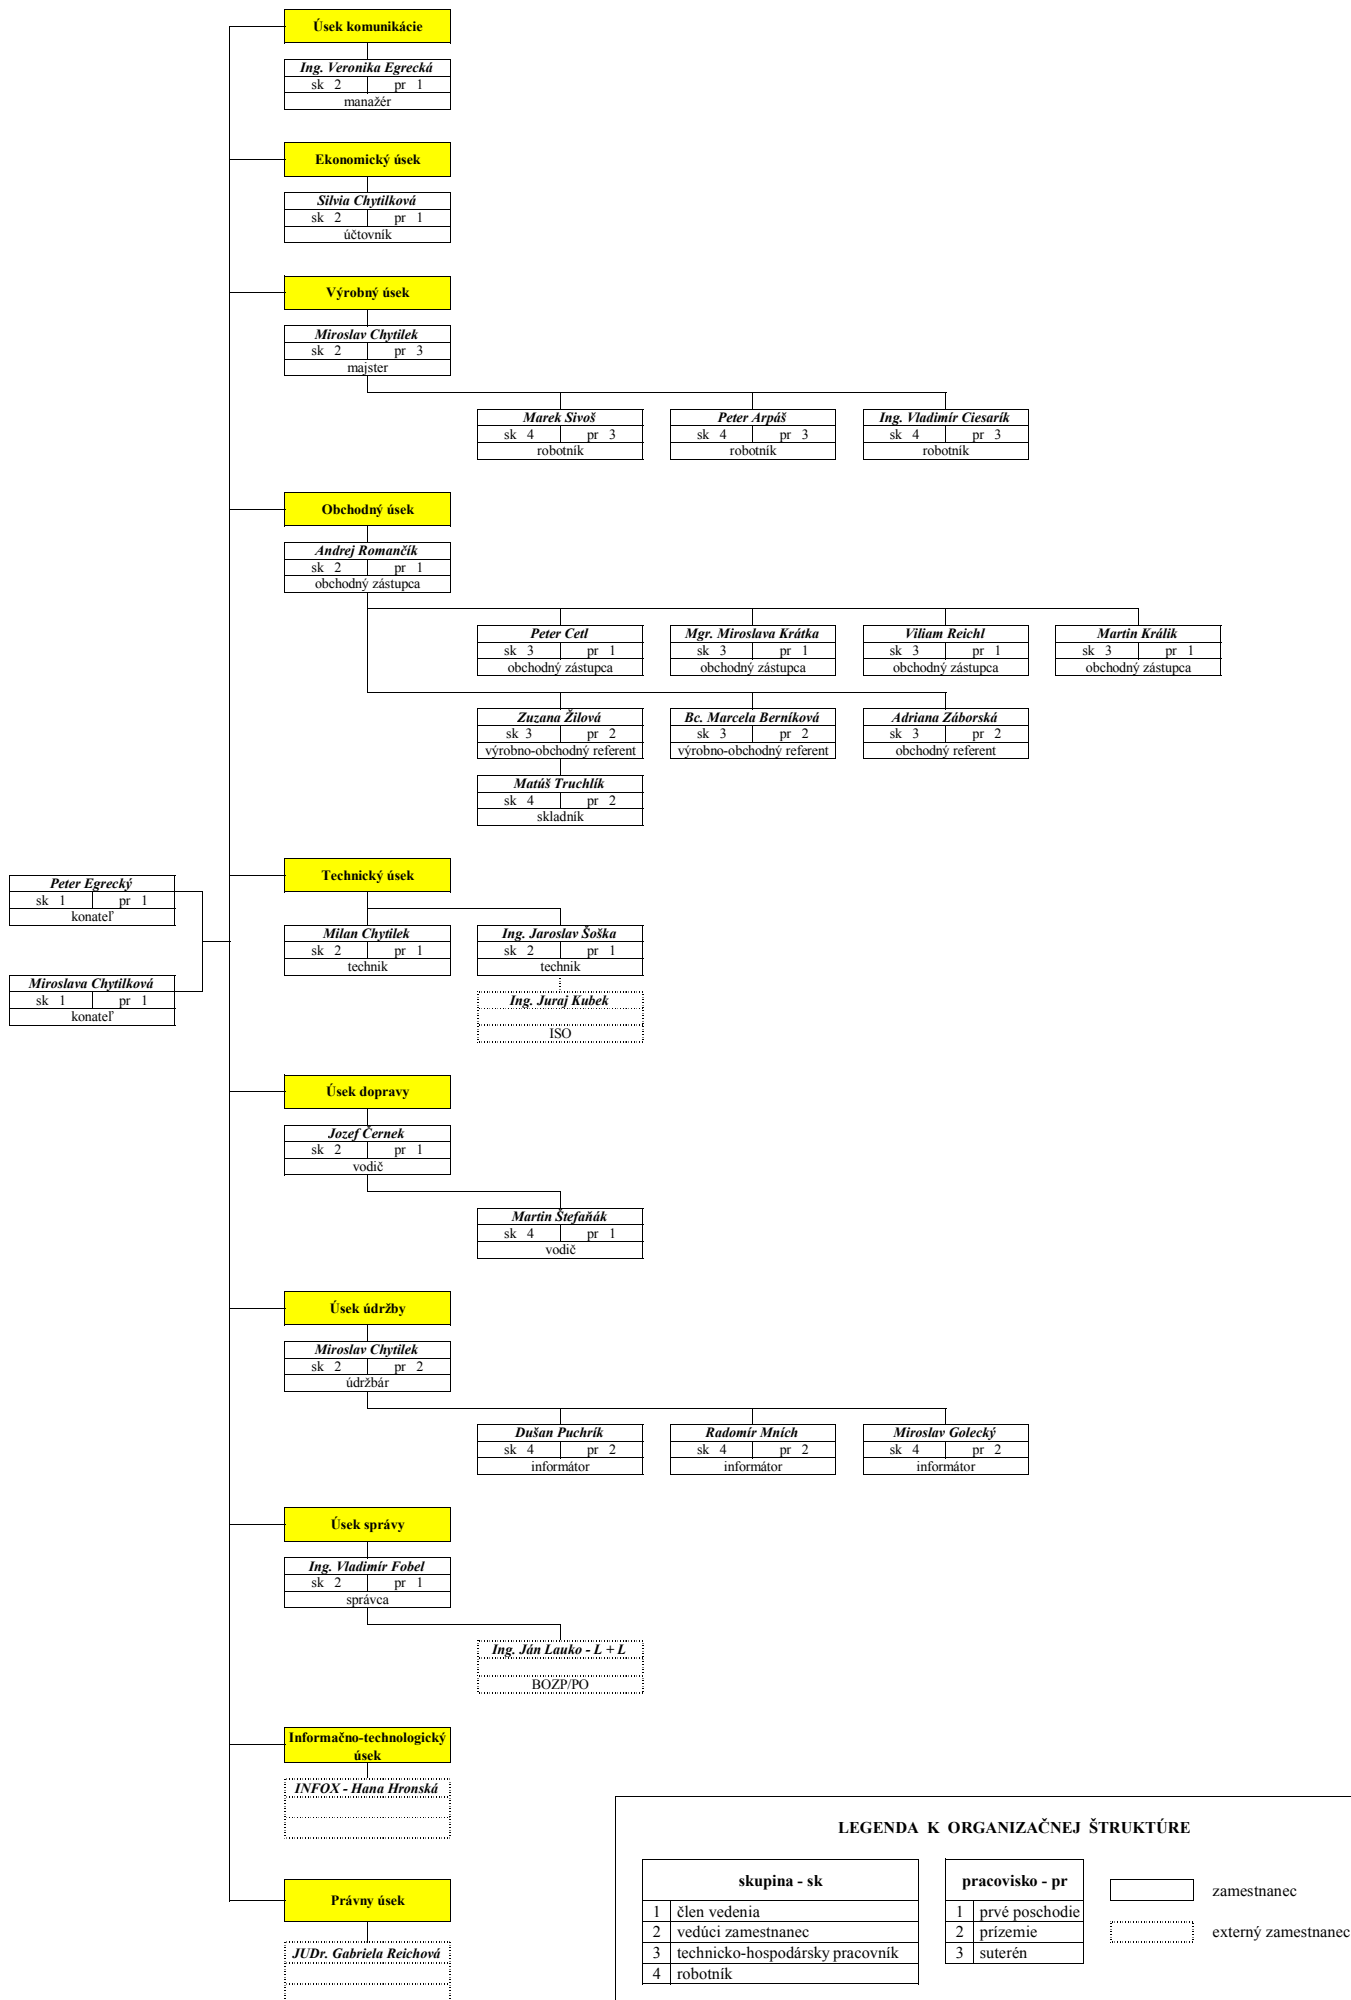 Úsek komunikácie
Ing. Veronika Egrecká
sk 2 pr 1
manažér
Ekonomický úsek
Silvia Chytilková
sk 2 pr 1
účtovník
Výrobný úsek
Miroslav Chytilek
sk 2 pr 3
majster
Marek Sivoš Peter Arpáš Ing. Vladimír Ciesarík
sk 4 pr 3 sk 4 pr 3 sk 4 pr 3
robotník robotník robotník
Obchodný úsek
Andrej Romančík
sk 2 pr 1
obchodný zástupca
Peter Cetl Mgr. Miroslava Krátka Viliam Reichl Martin Králik
sk 3 pr 1 sk 3 pr 1 sk 3 pr 1 sk 3 pr 1
obchodný zástupca obchodný zástupca obchodný zástupca obchodný zástupca
Zuzana Žilová Bc. Marcela Berníková Adriana Záborská
sk 3 pr 2 sk 3 pr 2 sk 3 pr 2
výrobno-obchodný referent výrobno-obchodný referent obchodný referent
Matúš Truchlík
sk 4 pr 2
skladník
Peter Egrecký
sk 1 pr 1
konateľ
Miroslava Chytilková
sk 1 pr 1
konateľ
Technický úsek
Milan Chytilek Ing. Jaroslav Šoška
sk 2 pr 1 sk 2 pr 1
technik technik
Ing. Juraj Kubek
ISO
Úsek dopravy
Jozef Černek
sk 2 pr 1
vodič
Martin Štefaňák
sk 4 pr 1
vodič
Úsek údržby
Miroslav Chytilek
sk 2 pr 2
údržbár
Dušan Puchrík Radomír Mních Miroslav Golecký
sk 4 pr 2 sk 4 pr 2 sk 4 pr 2
informátor informátor informátor
Úsek správy
Ing. Vladimír Fobel
sk 2 pr 1
správca
Ing. Ján Lauko - L + L
BOZP/PO
Informačno-technologický
úsek
INFOX - Hana Hronská
Právny úsek
JUDr. Gabriela Reichová
LEGENDA K ORGANIZAČNEJ ŠTRUKTÚRE
skupina - sk
1 člen vedenia
2 vedúci zamestnanec
3 technicko-hospodársky pracovník
4 robotník
pracovisko - pr
1 prvé poschodie
2 prízemie
3 suterén
zamestnanec
externý zamestnanec